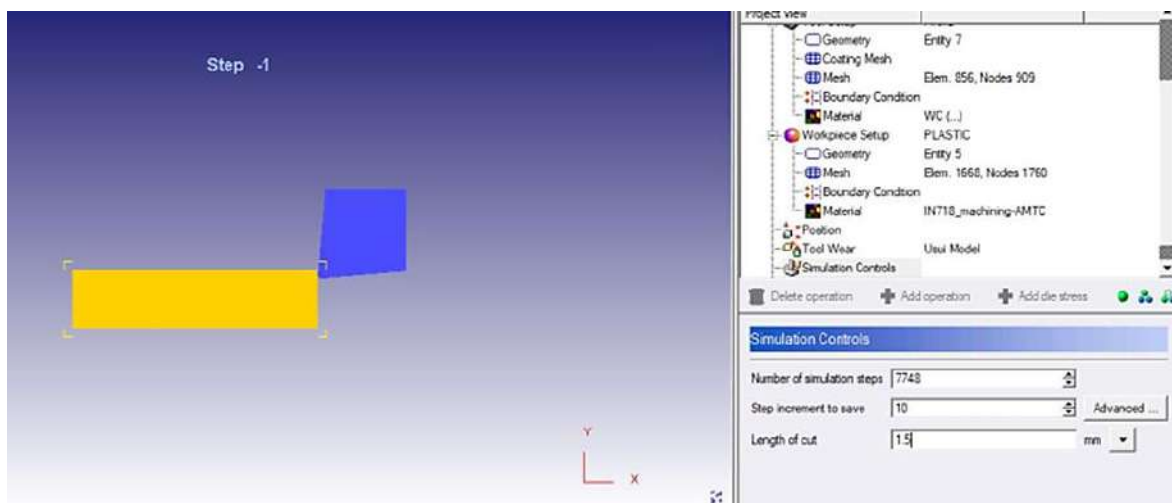 Project View
Step -1
Geometry Entity 7
Coating Mesh
Mesh Elem. 856, Nodes 909
Boundary Condtion
Material WC (...)
Workpiece Setup PLASTIC
Geometry Entity 5
Mesh Elem. 1668, Nodes 1760
Boundary Condtion
Material IN718_machining-AMTC
Position
Tool Wear Usui Model
Simulation Controls
Delete operation Add operation Add die stress
Simulation Controls
Number of simulation steps 7748
Step increment to save 10 Advanced ...
Length of cut 1.5 mm
Y
X